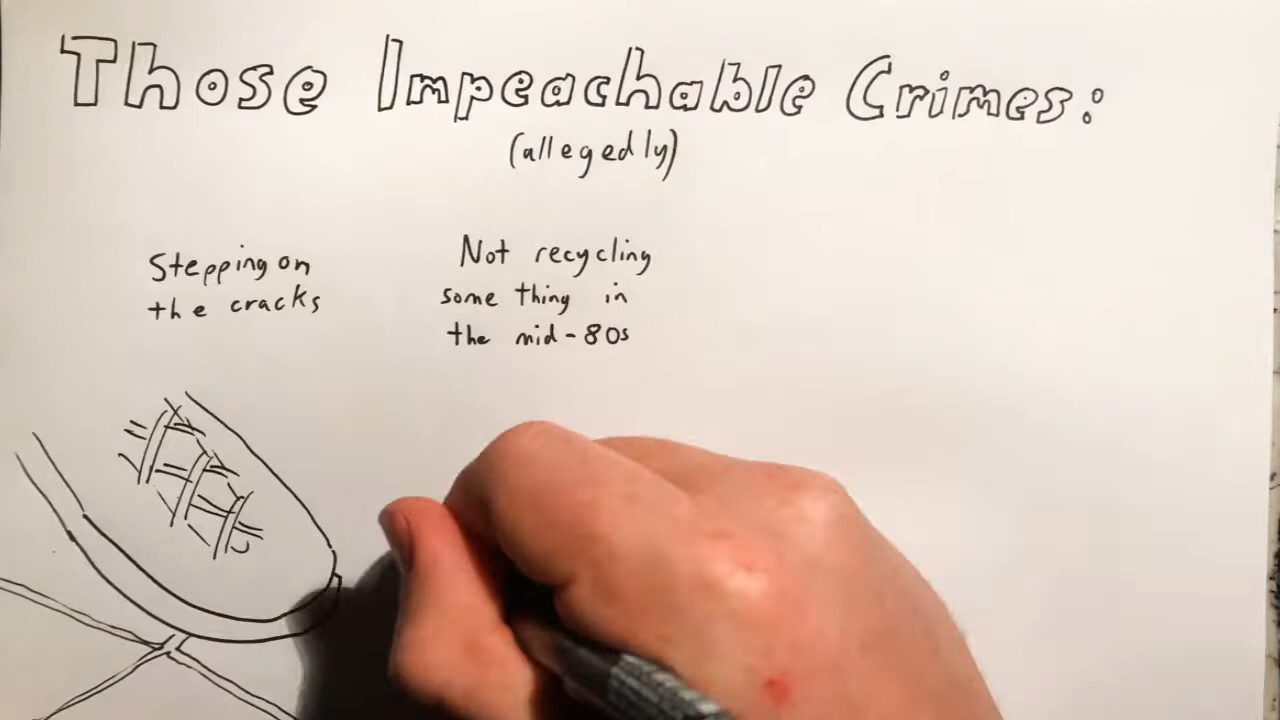 Those Impeachable Crimes:
(allegedly)
Stepping on
the cracks
Not recycling
some thing in
the mid-80s